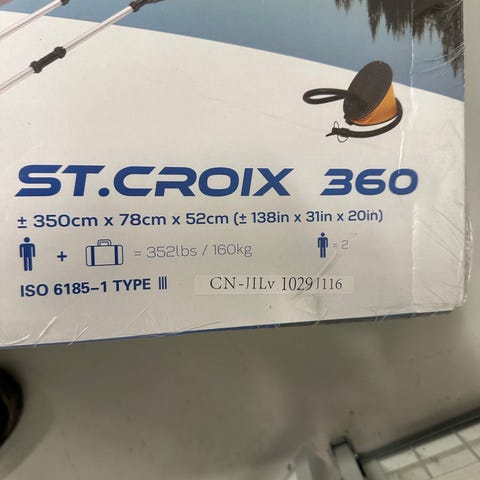 ST.CROIX 360
± 350cm x 78cm x 52cm (± 138in x 31in x 20in)
+ = 352lbs / 160kg = 2
ISO 6185-1 TYPE III CN-JILv 1029J116